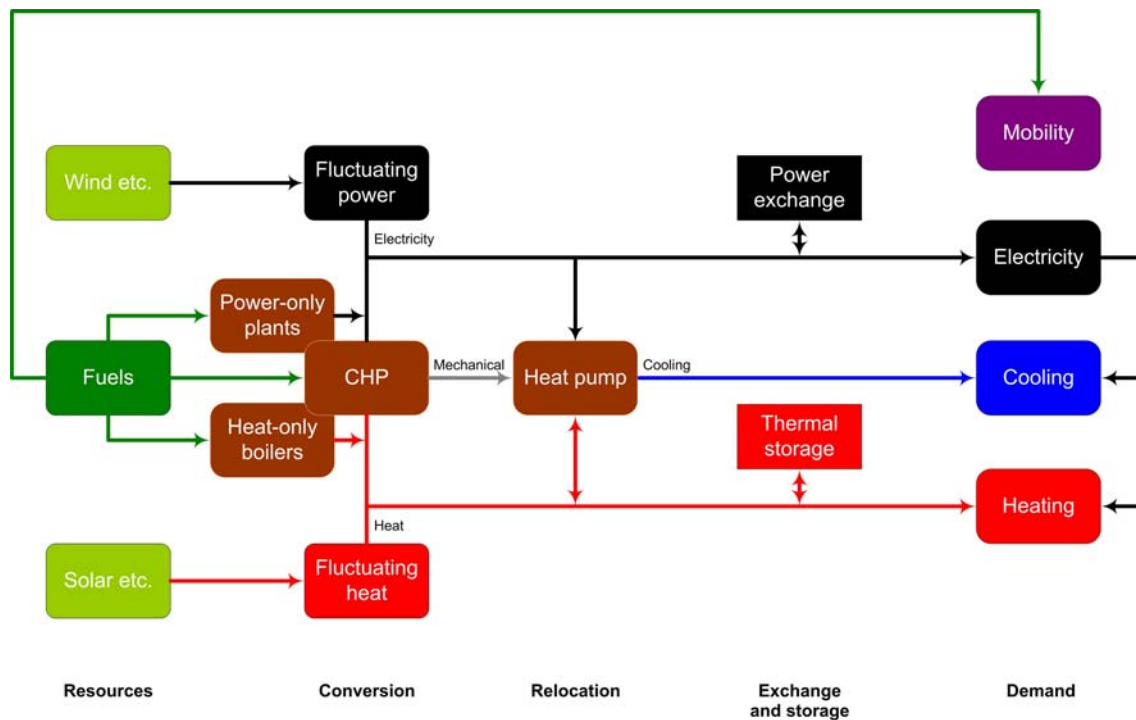 Mobility
Wind etc.
Fluctuating
power
Power
exchange
Electricity
Electricity
Power-only
plants
Fuels
CHP
Mechanical
Heat pump
Cooling
Cooling
Heat-only
boilers
Thermal
storage
Heating
Heat
Solar etc.
Fluctuating
heat
Resources
Conversion
Relocation
Exchange
and storage
Demand